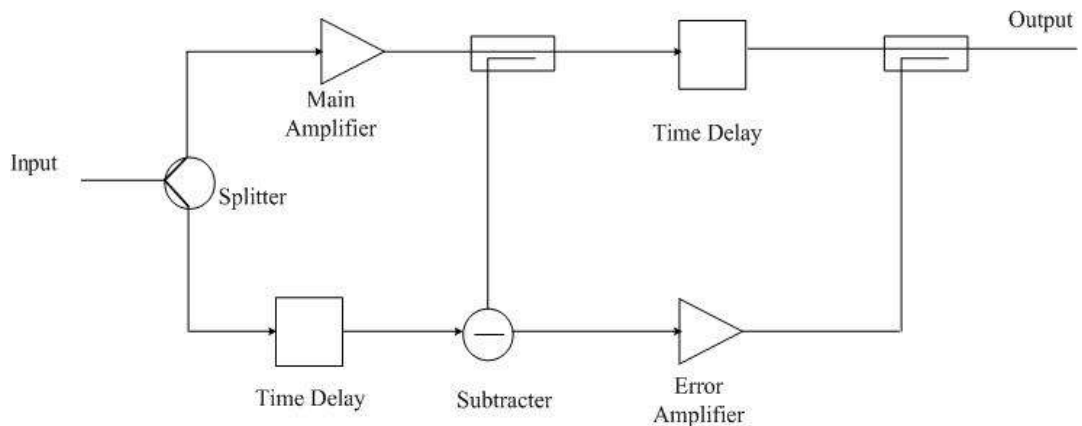 Output
Main
Amplifier
Time Delay
Input
Splitter
Time Delay
Subtracter
Error
Amplifier